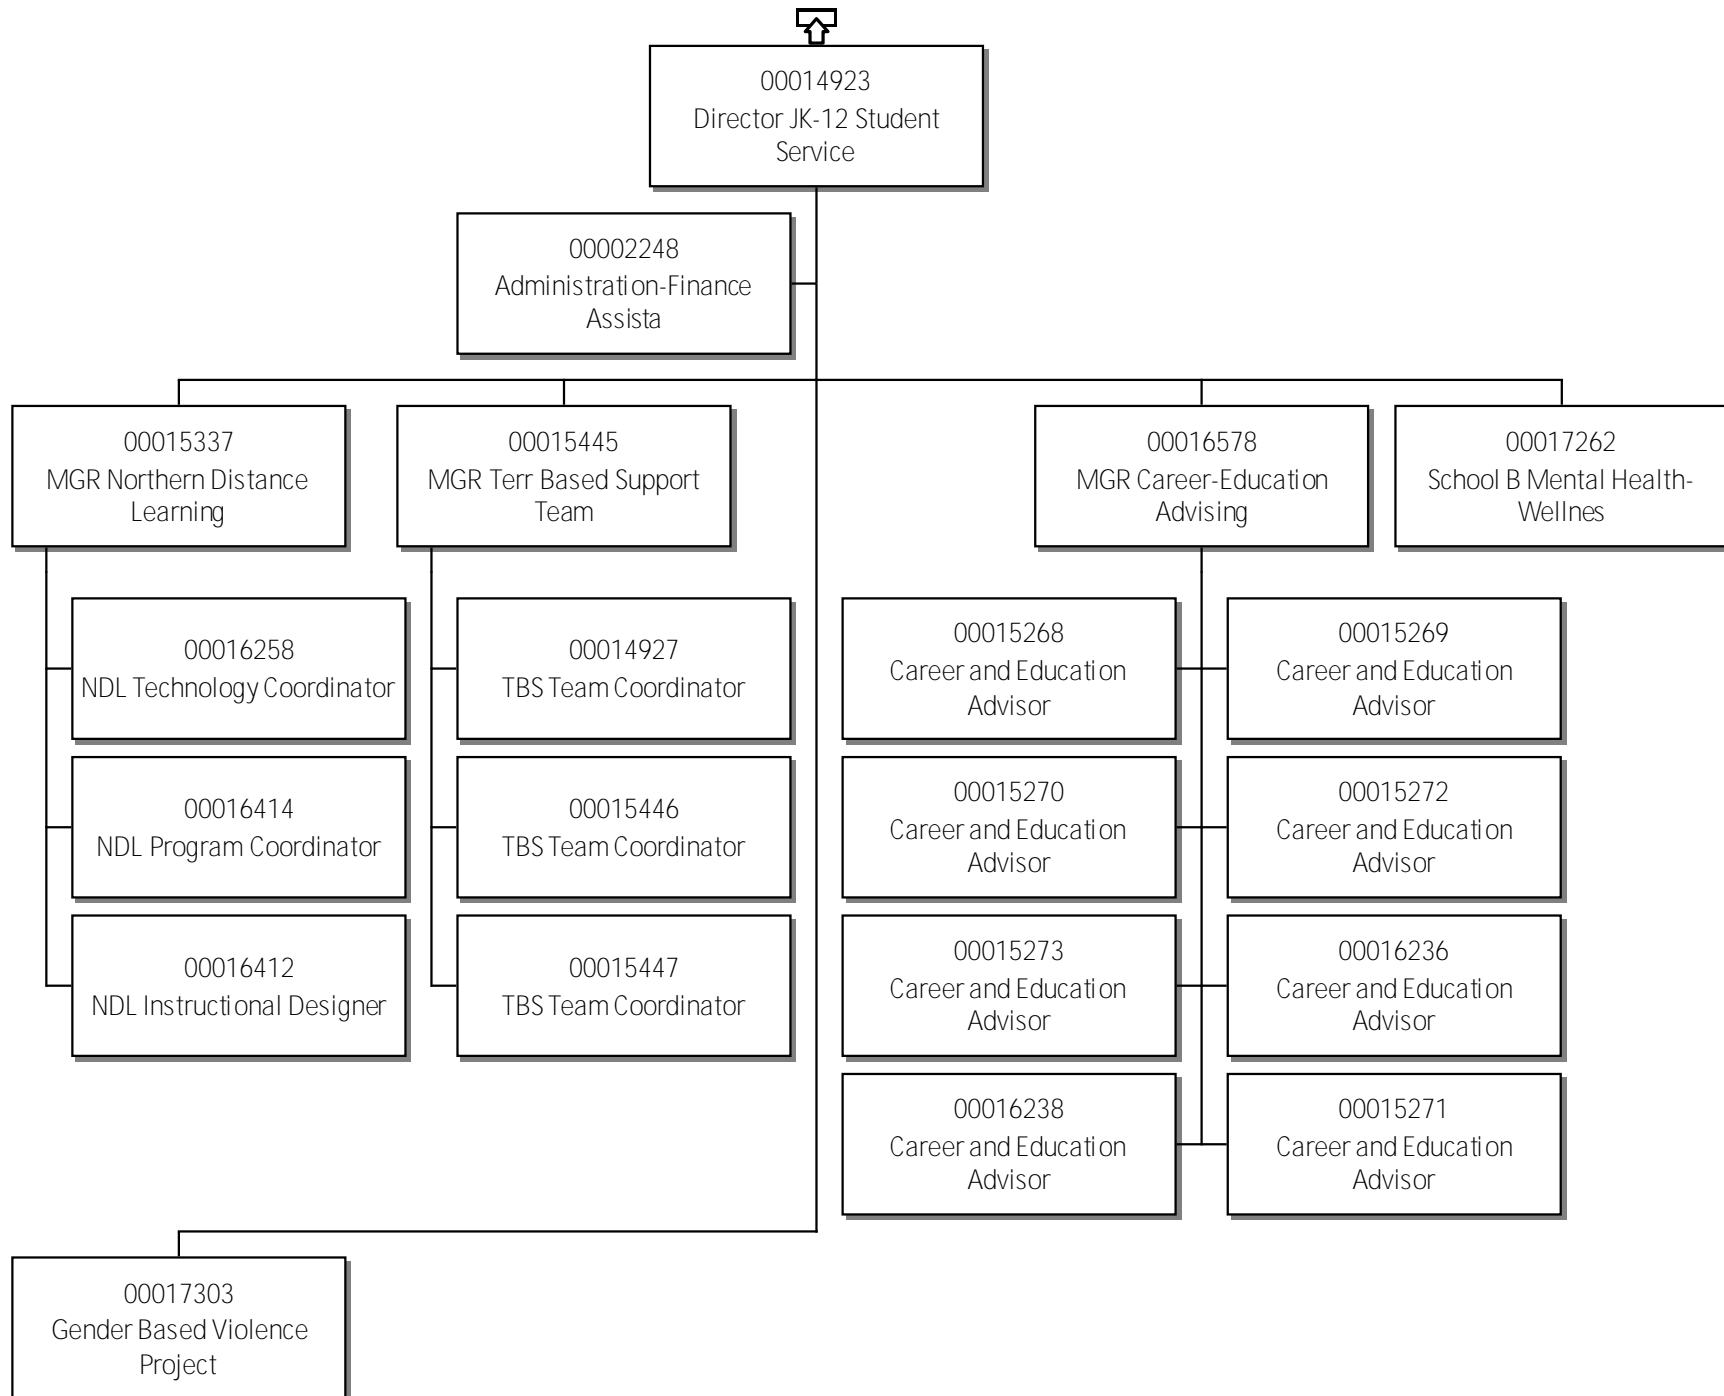 00014923
Director JK-12 Student
Service
00002248
Administration-Finance
Assista
00015337
MGR Northern Distance
Learning
00015445
MGR Terr Based Support
Team
00016578
MGR Career-Education
Advising
00017262
School B Mental Health-
Wellnes
00016258
NDL Technology Coordinator
00016414
NDL Program Coordinator
00016412
NDL Instructional Designer
00014927
TBS Team Coordinator
00015446
TBS Team Coordinator
00015447
TBS Team Coordinator
00015268
Career and Education
Advisor
00015269
Career and Education
Advisor
00015270
Career and Education
Advisor
00015272
Career and Education
Advisor
00015273
Career and Education
Advisor
00016236
Career and Education
Advisor
00016238
Career and Education
Advisor
00015271
Career and Education
Advisor
00017303
Gender Based Violence
Project